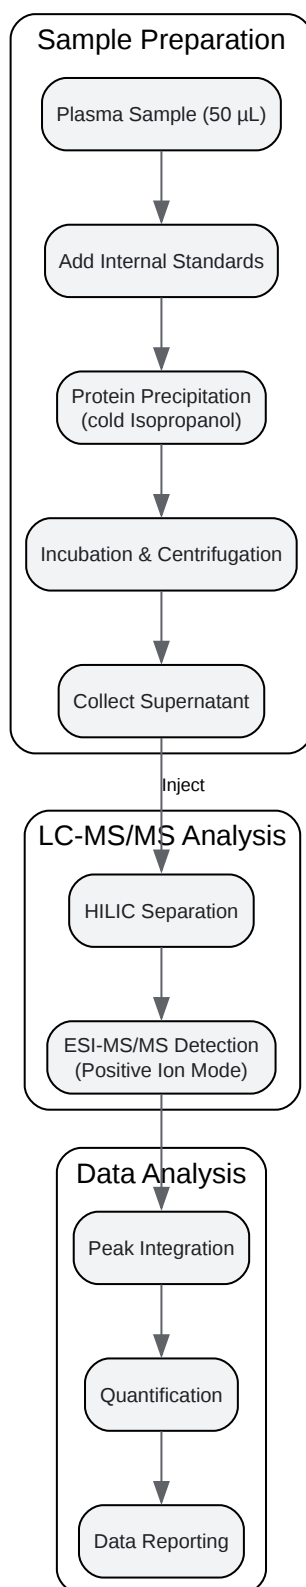 Sample Preparation
Plasma Sample (50 µL)
Add Internal Standards
Protein Precipitation
(cold Isopropanol)
Incubation & Centrifugation
Collect Supernatant
Inject
LC-MS/MS Analysis
HILIC Separation
ESI-MS/MS Detection
(Positive Ion Mode)
Data Analysis
Peak Integration
Quantification
Data Reporting